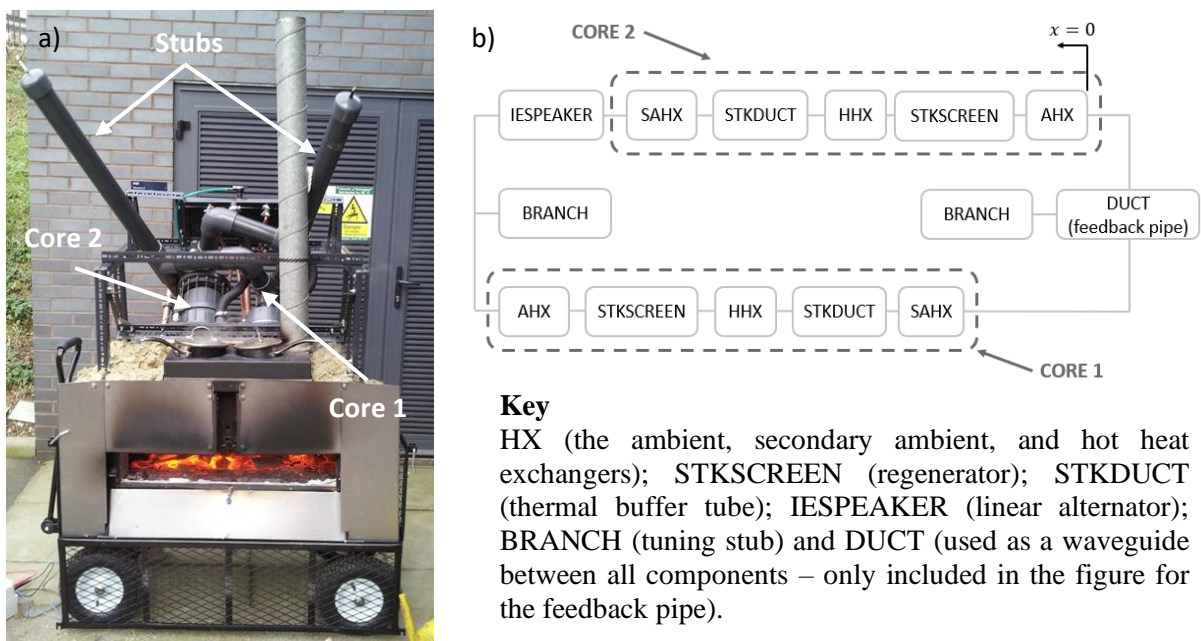 a)
Stubs
Core 2
Core 1
b)
CORE 2
x = 0
IESPEAKER
SAHX
STKDUCT
HHX
STKSCREEN
AHX
BRANCH
BRANCH
DUCT
(feedback pipe)
AHX
STKSCREEN
HHX
STKDUCT
SAHX
CORE 1
Key
HX (the ambient, secondary ambient, and hot heat
exchangers); STKSCREEN (regenerator); STKDUCT
(thermal buffer tube); IESPEAKER (linear alternator);
BRANCH (tuning stub) and DUCT (used as a waveguide
between all components – only included in the figure for
the feedback pipe).